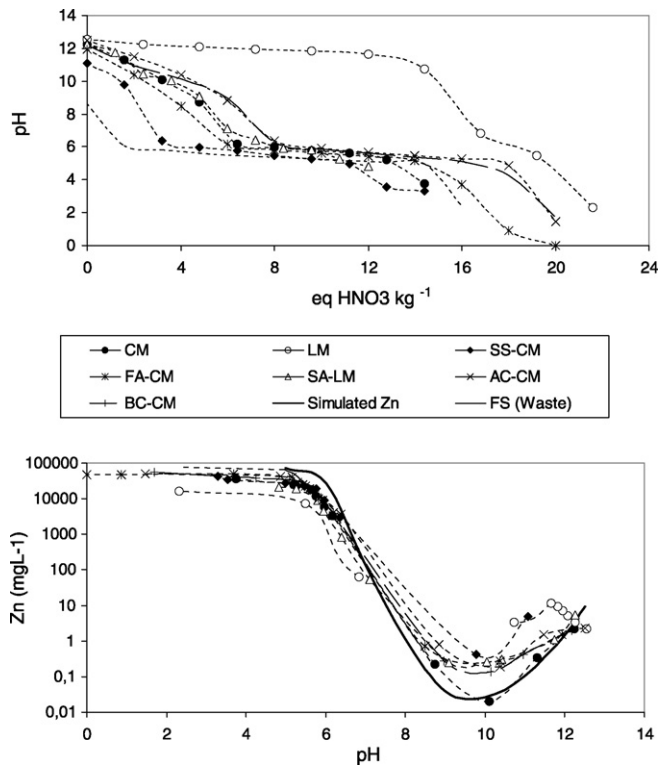 14
12
10
8
6
4
2
0
pH
0 4 8 12 16 20 24
eq HNO3 kg -1
CM LM SS-CM
FA-CM SA-LM AC-CM
BC-CM Simulated Zn FS (Waste)
100000
10000
1000
100
10
1
0,1
0,01
Zn (mgL-1)
0 2 4 6 8 10 12 14
pH